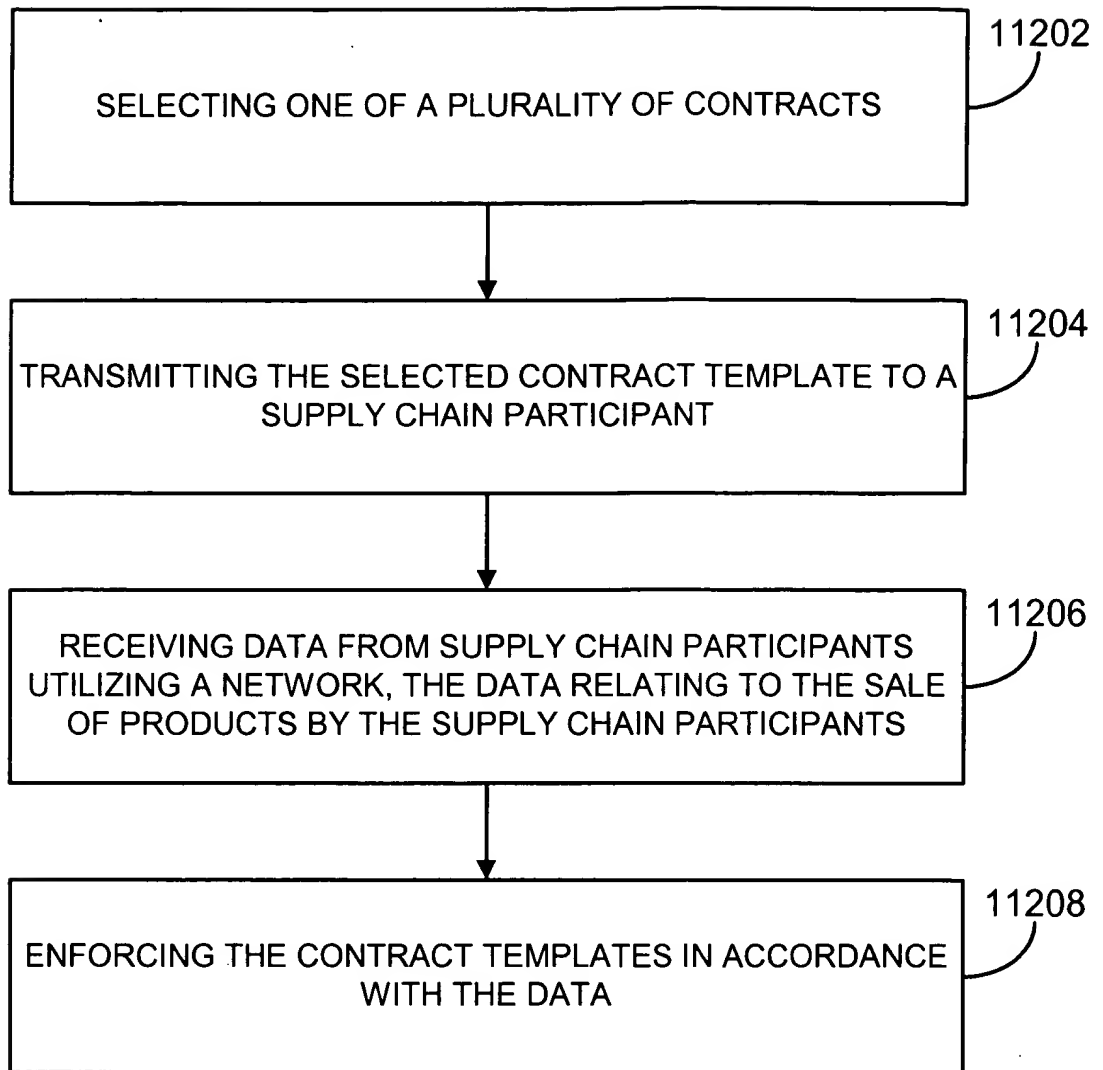 11202
SELECTING ONE OF A PLURALITY OF CONTRACTS
11204
TRANSMITTING THE SELECTED CONTRACT TEMPLATE TO A
SUPPLY CHAIN PARTICIPANT
11206
RECEIVING DATA FROM SUPPLY CHAIN PARTICIPANTS
UTILIZING A NETWORK, THE DATA RELATING TO THE SALE
OF PRODUCTS BY THE SUPPLY CHAIN PARTICIPANTS
11208
ENFORCING THE CONTRACT TEMPLATES IN ACCORDANCE
WITH THE DATA